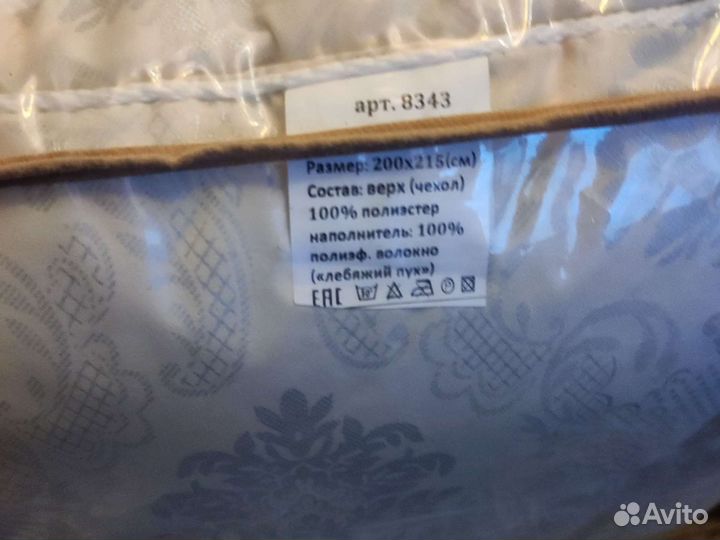 арт. 8343
Размер: 200х215(см)
Состав: верх (чехол)
100% полиэстер
наполнитель: 100%
полиэф. волокно
(«лебяжий пух»)
EAC
Avito